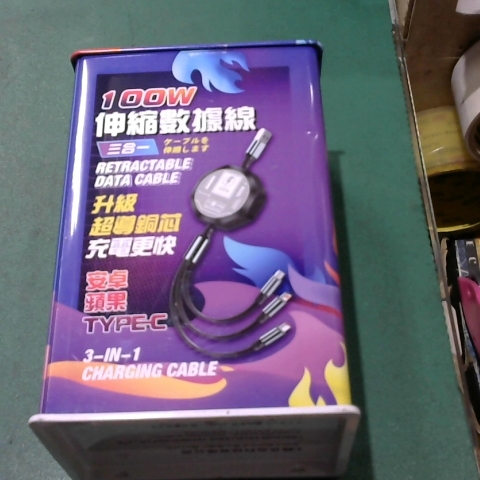 100W
伸縮數據線
三合一
ケーブルを
伸縮します
RETRACTABLE
DATA CABLE
升級
超導銅芯
充電更快
安卓
蘋果
TYPE-C
3-IN-1
CHARGING CABLE